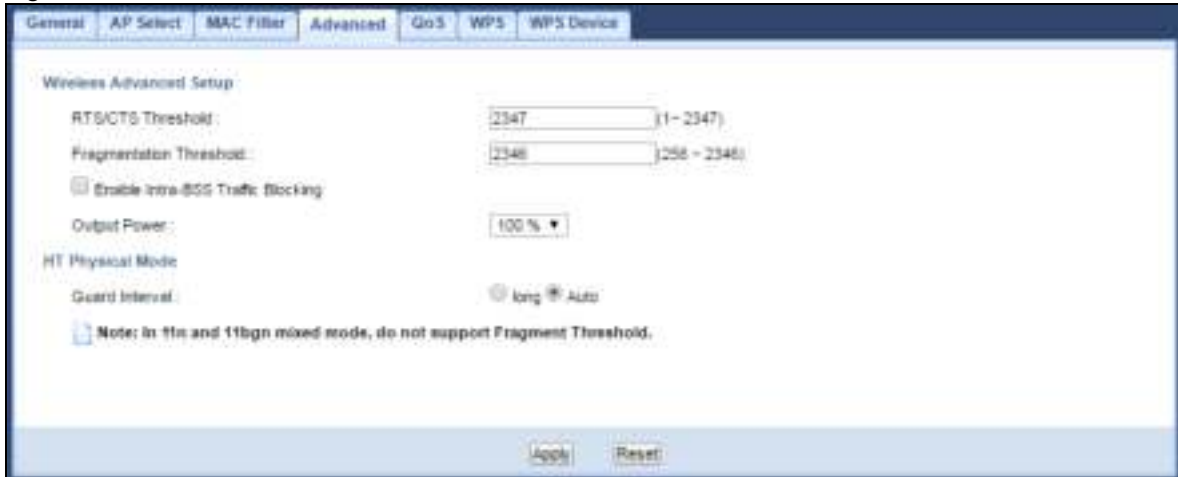 General AP Select MAC Filter Advanced QoS WPS WPS Device
Wireless Advanced Setup
RTS/CTS Threshold : 2347 (1~ 2347)
Fragmentation Threshold : 2346 (256 ~ 2346)
Enable Intra-BSS Traffic Blocking
Output Power : 100 %
HT Physical Mode
Guard Interval : long Auto
Note: In 11n and 11bgn mixed mode, do not support Fragment Threshold.
Apply Reset